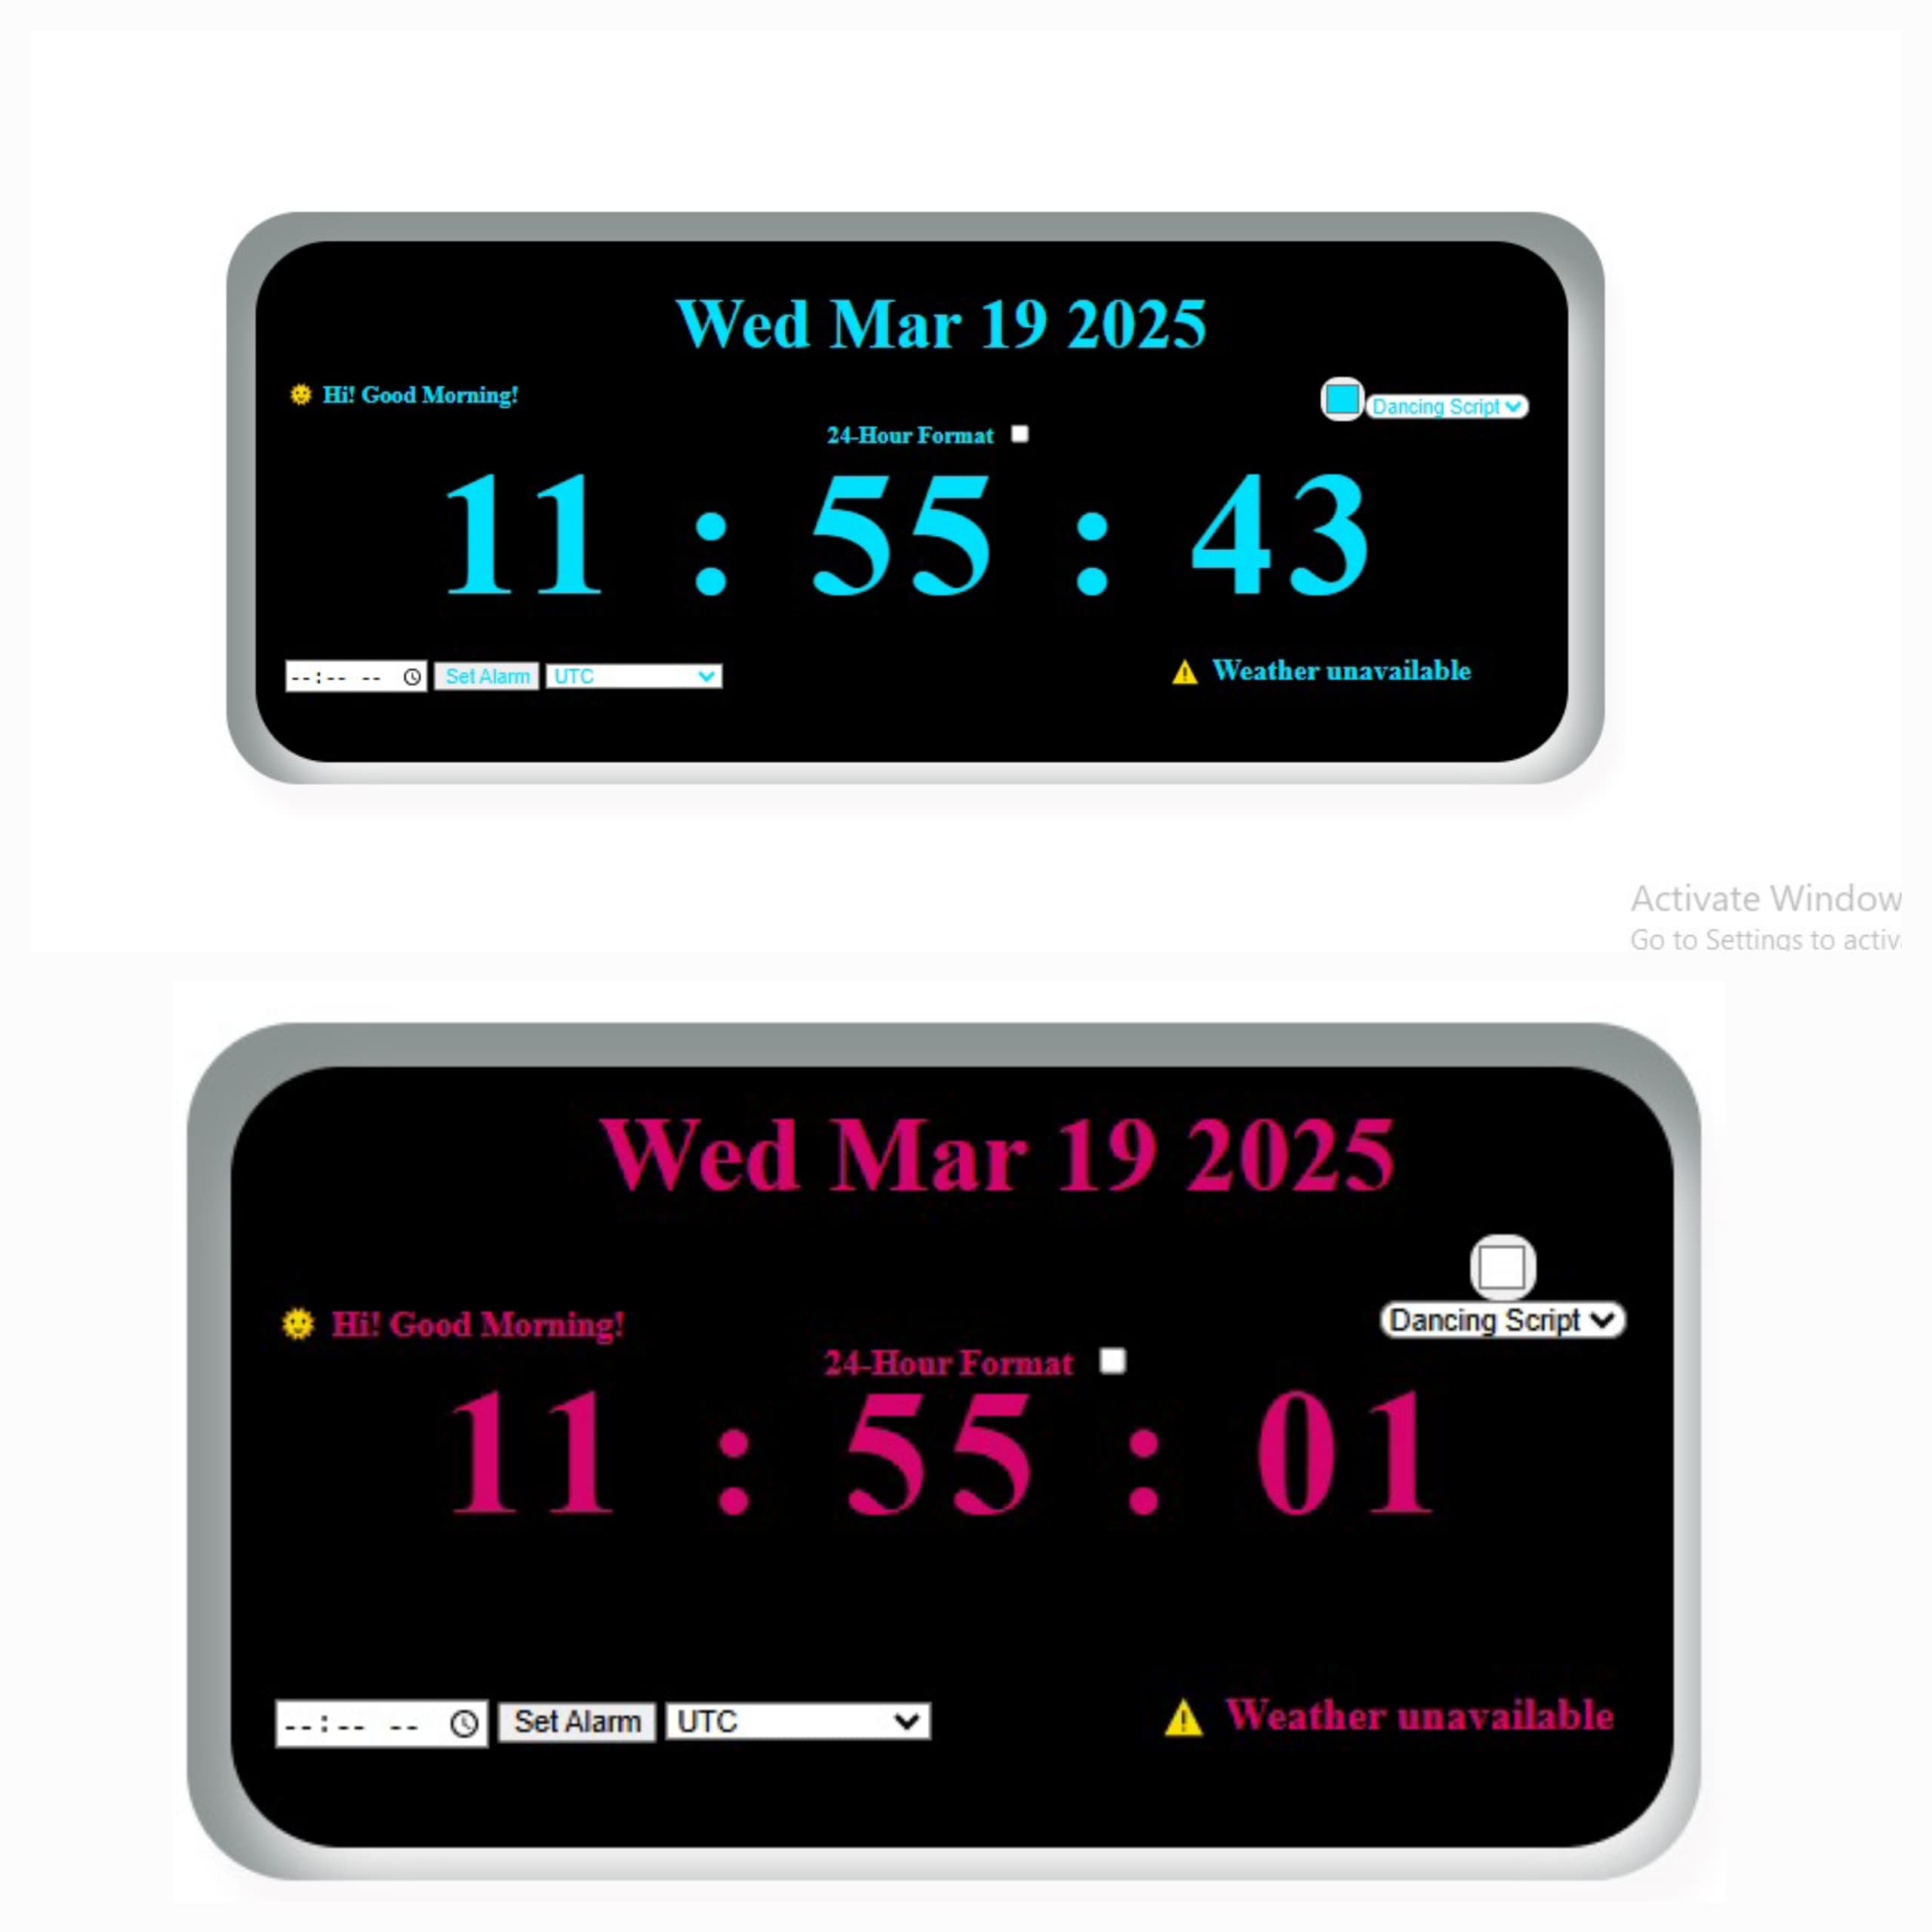 Wed Mar 19 2025
🌞 Hi! Good Morning!
Dancing Script
24-Hour Format
11 : 55 : 43
--:-- --
Set Alarm
UTC
⚠ Weather unavailable
Activate Window
Go to Settings to activ
Wed Mar 19 2025
🌞 Hi! Good Morning!
Dancing Script
24-Hour Format
11 : 55 : 01
--:-- --
Set Alarm
UTC
⚠ Weather unavailable